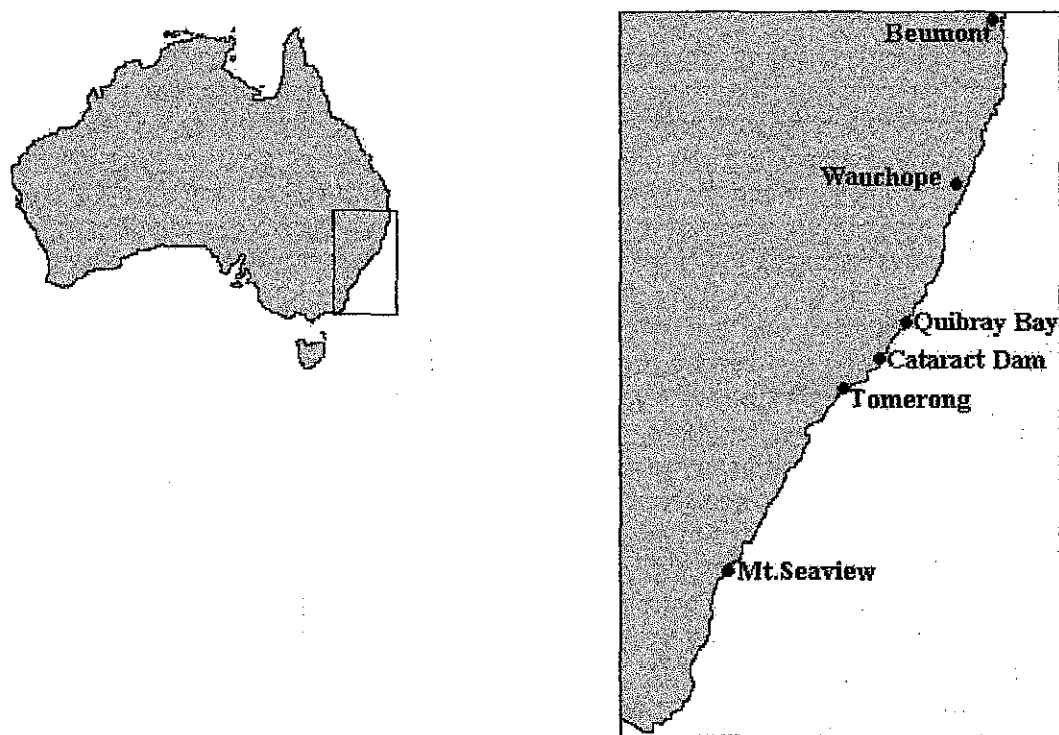 Beumont
Wauchope
Quibray Bay
Cataract Dam
Tomerong
Mt.Seaview